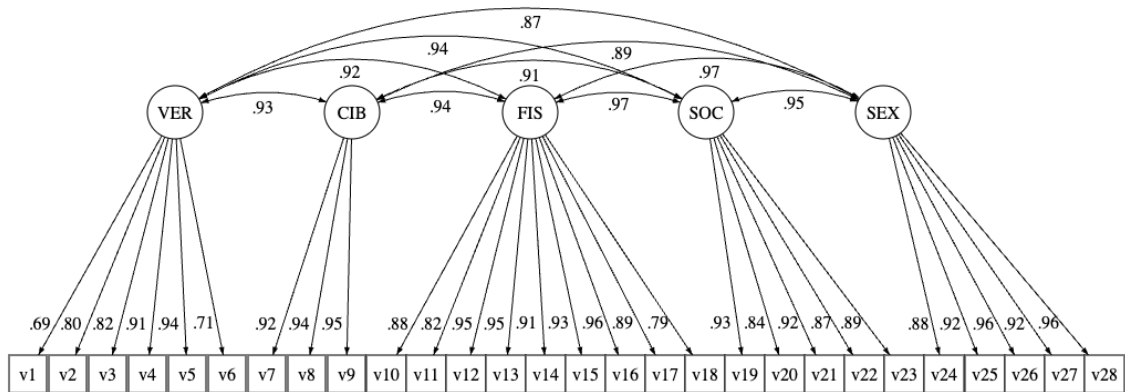 .87
.94 .89
.92 .91 .97
.93 .94 .97 .95
VER CIB FIS SOC SEX
.69 .80 .82 .91 .94 .71 .92 .94 .95 .88 .82 .95 .95 .91 .93 .96 .89 .79 .93 .84 .92 .87 .89 .88 .92 .96 .92 .96
v1 v2 v3 v4 v5 v6 v7 v8 v9 v10 v11 v12 v13 v14 v15 v16 v17 v18 v19 v20 v21 v22 v23 v24 v25 v26 v27 v28